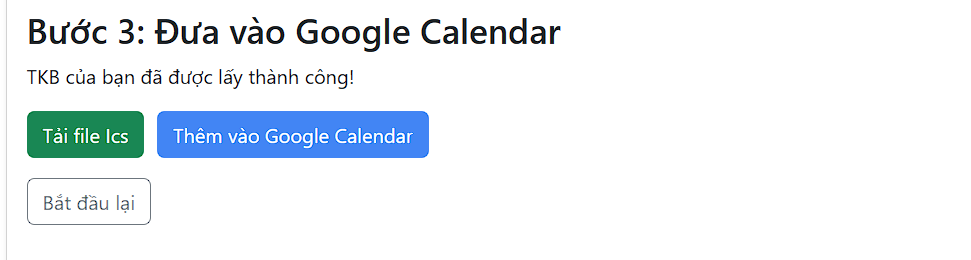 Bước 3: Đưa vào Google Calendar
TKB của bạn đã được lấy thành công!
Tải file Ics
Thêm vào Google Calendar
Bắt đầu lại